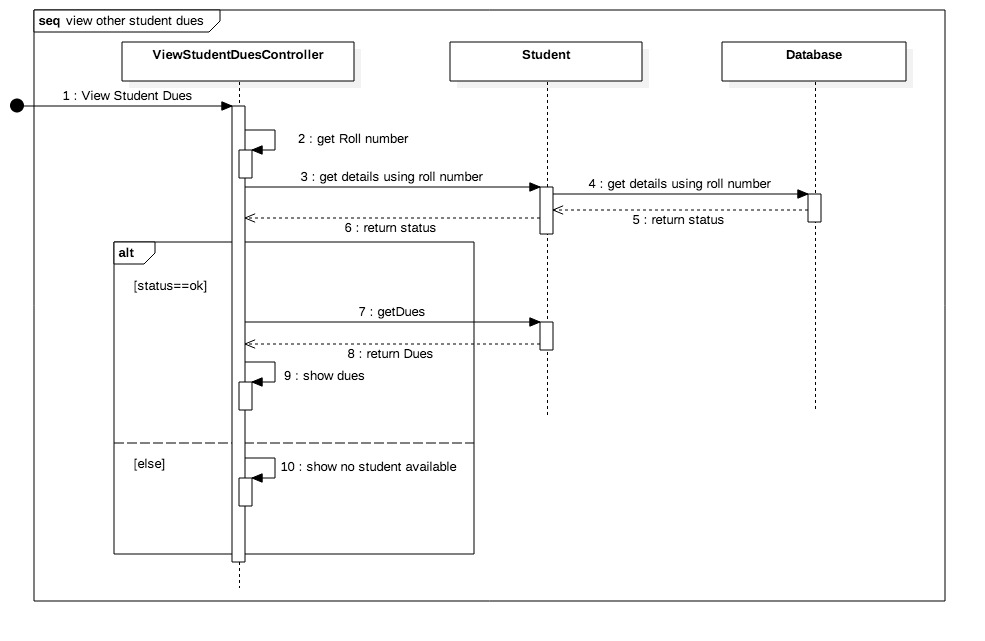 seq view other student dues
ViewStudentDuesController
Student
Database
1 : View Student Dues
2 : get Roll number
3 : get details using roll number
4 : get details using roll number
5 : return status
6 : return status
alt
[status==ok]
7 : getDues
8 : return Dues
9 : show dues
[else]
10 : show no student available